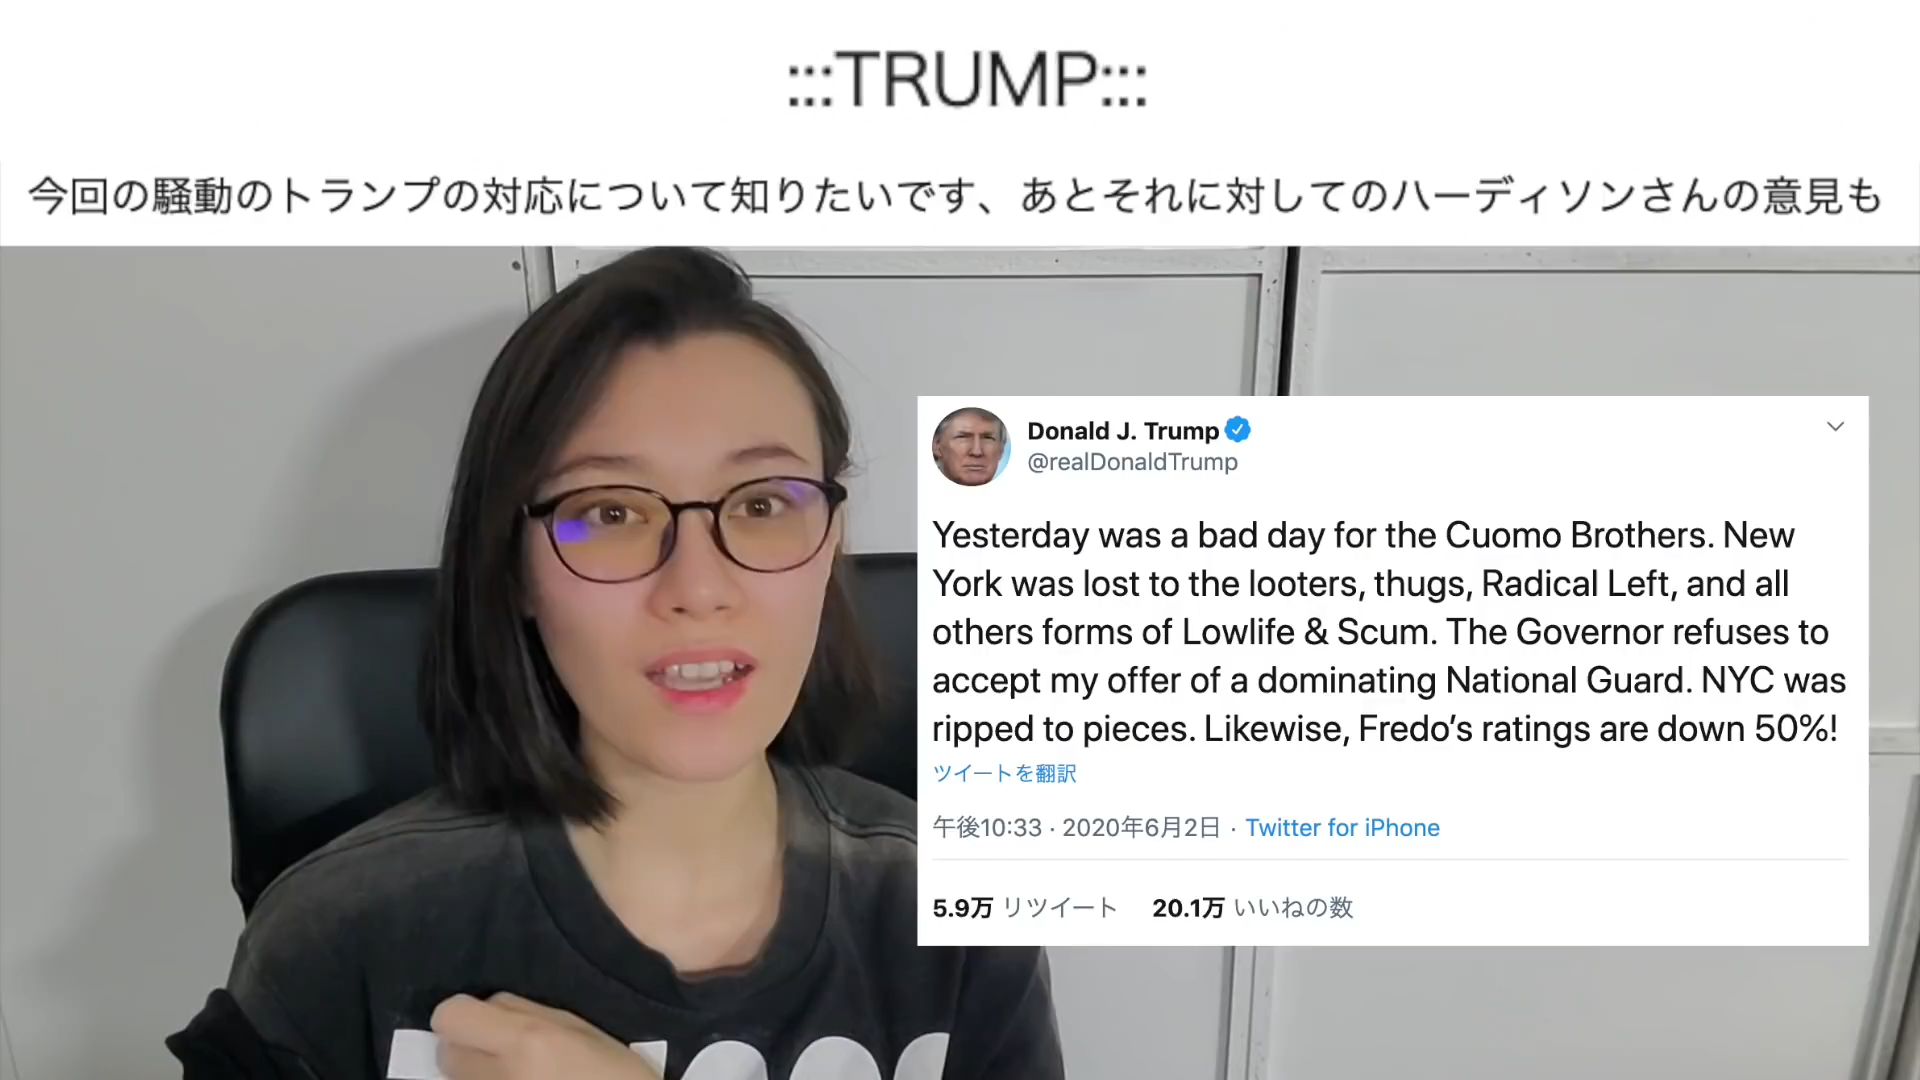 :::TRUMP:::
今回の騒動のトランプの対応について知りたいです、あとそれに対してのハーディソンさんの意見も
Donald J. Trump
@realDonaldTrump
Yesterday was a bad day for the Cuomo Brothers. New
York was lost to the looters, thugs, Radical Left, and all
others forms of Lowlife & Scum. The Governor refuses to
accept my offer of a dominating National Guard. NYC was
ripped to pieces. Likewise, Fredo’s ratings are down 50%!
ツイートを翻訳
午後10:33 · 2020年6月2日 · Twitter for iPhone
5.9万 リツイート 20.1万 いいねの数